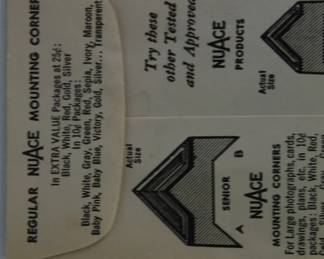 REGULAR NUACE MOUNTING CORNERS
In EXTRA VALUE Packages at 25¢:
Black, White, Red, Gold, Silver
In 10¢ Packages:
Black, White, Gray, Green, Red, Sepia, Ivory, Maroon,
Baby Pink, Baby Blue, Victory, Gold, Silver... Transparent
Try these
other Tested
and Approved
NUACE
PRODUCTS
Actual
Size
Actual
Size
A SENIOR B
NUACE
MOUNTING CORNERS
For Large photographs, cards,
drawings, plans, etc. in 10¢
packages: Black, White, Red,